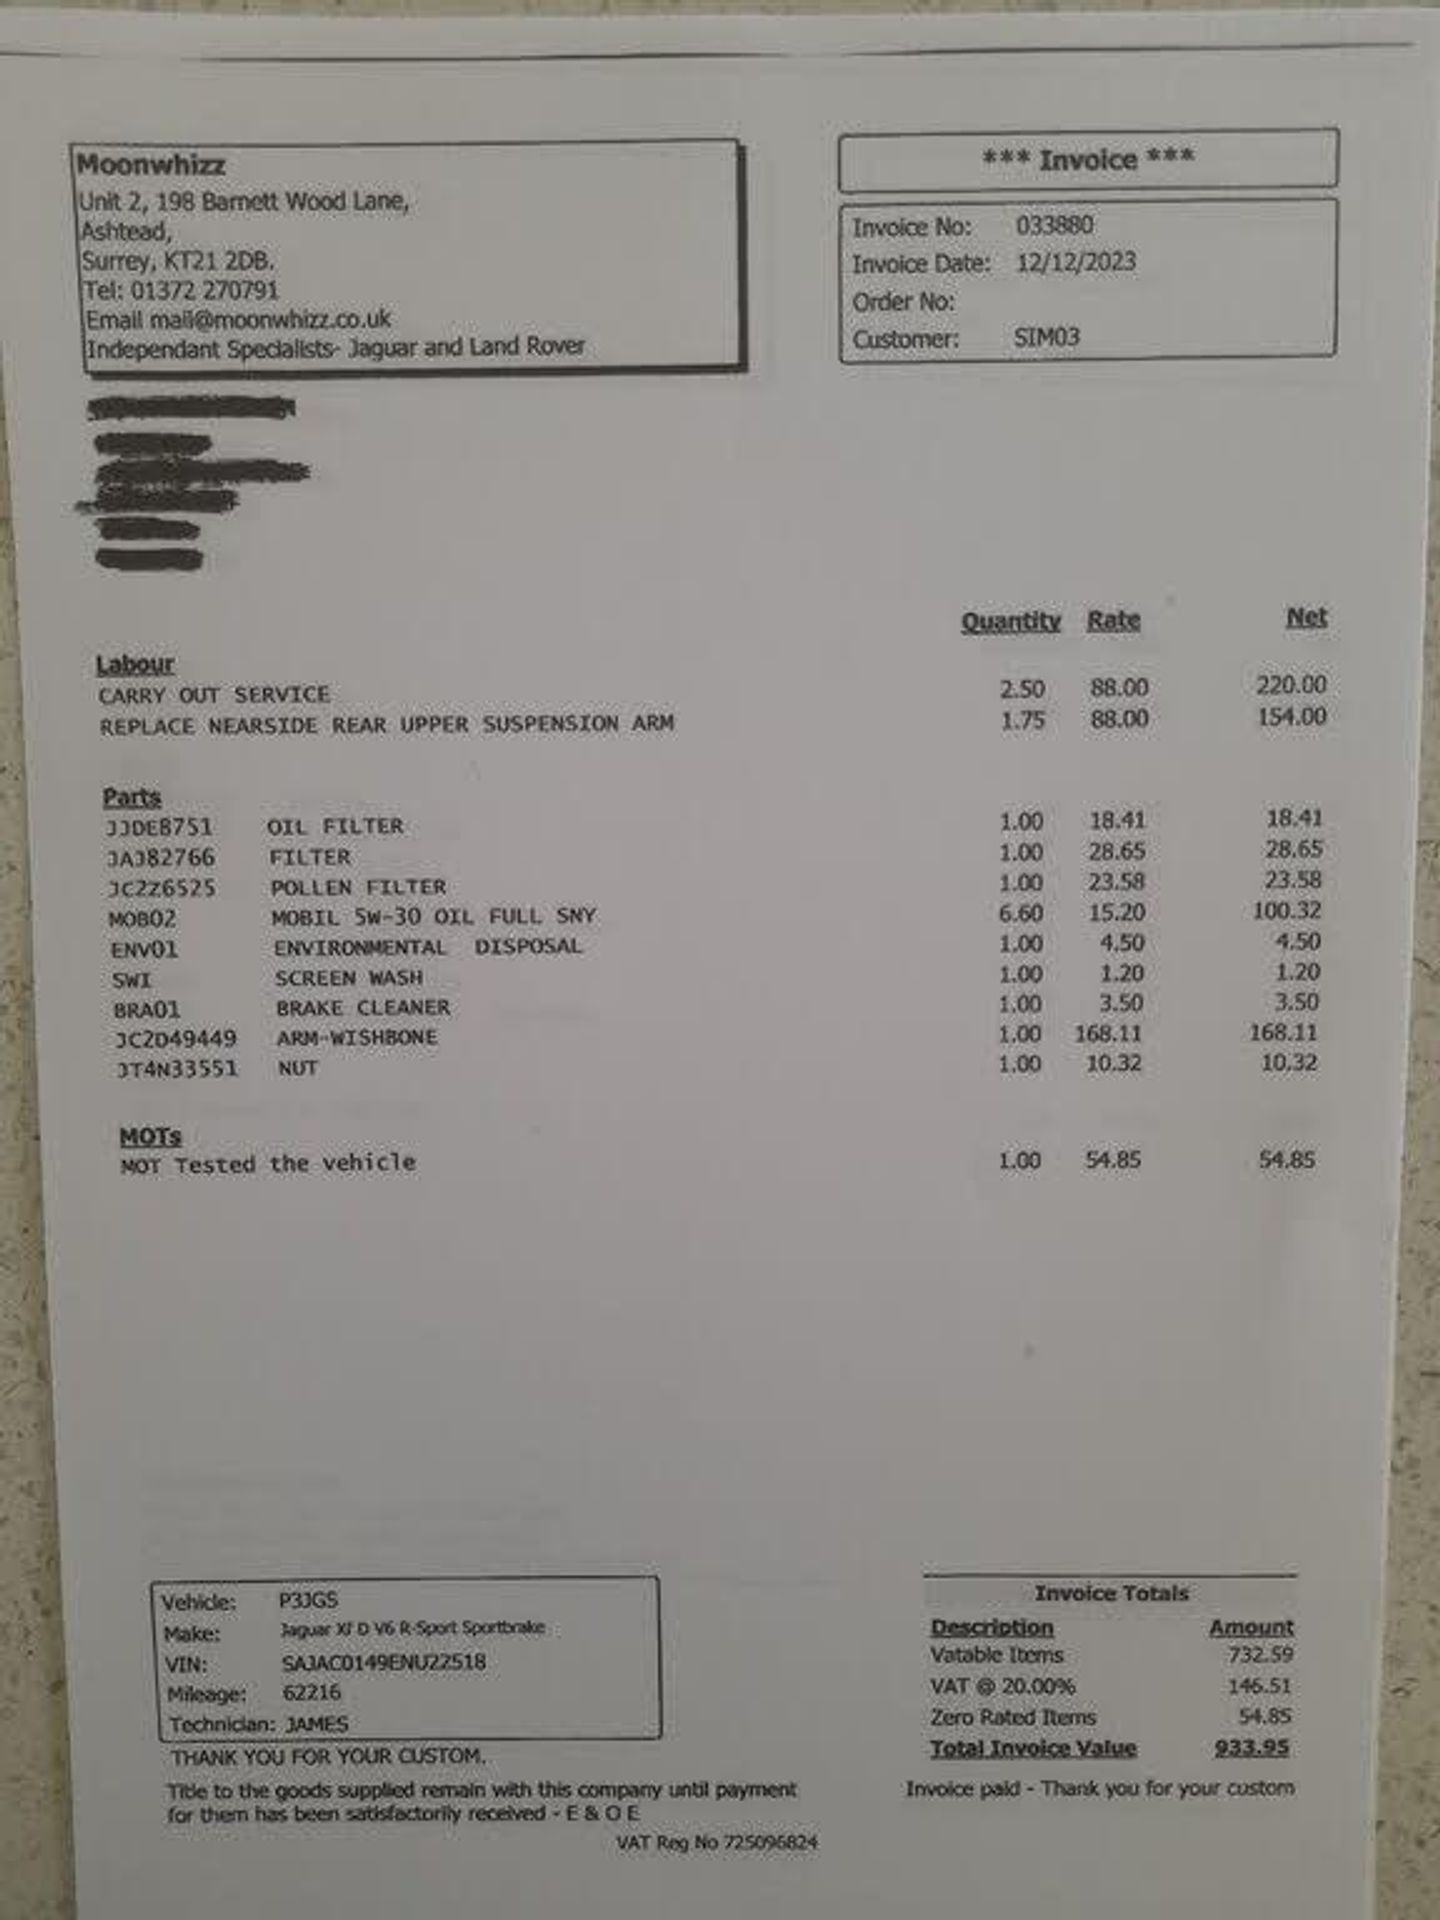 Moonwhizz
Unit 2, 198 Barnett Wood Lane,
Ashtead,
Surrey, KT21 2DB.
Tel: 01372 270791
Email mail@moonwhizz.co.uk
Independant Specialists- Jaguar and Land Rover
*** Invoice ***
Invoice No: 033880
Invoice Date: 12/12/2023
Order No:
Customer: SIM03
Quantity Rate Net
Labour
CARRY OUT SERVICE 2.50 88.00 220.00
REPLACE NEARSIDE REAR UPPER SUSPENSION ARM 1.75 88.00 154.00
Parts
JJDE8751 OIL FILTER 1.00 18.41 18.41
JAJ82766 FILTER 1.00 28.65 28.65
JC2Z6525 POLLEN FILTER 1.00 23.58 23.58
MOB02 MOBIL 5W-30 OIL FULL SNY 6.60 15.20 100.32
ENV01 ENVIRONMENTAL DISPOSAL 1.00 4.50 4.50
SWI SCREEN WASH 1.00 1.20 1.20
BRA01 BRAKE CLEANER 1.00 3.50 3.50
JC2D49449 ARM-WISHBONE 1.00 168.11 168.11
JT4N33551 NUT 1.00 10.32 10.32
MOTs
MOT Tested the vehicle 1.00 54.85 54.85
Vehicle: P3JGS
Make: Jaguar Xf D V6 R-Sport Sportbrake
VIN: SAJAC0149ENU22518
Mileage: 62216
Technician: JAMES
THANK YOU FOR YOUR CUSTOM.
Title to the goods supplied remain with this company until payment
for them has been satisfactorily received - E & O E
VAT Reg No 725096824
Invoice Totals
Description Amount
Vatable Items 732.59
VAT @ 20.00% 146.51
Zero Rated Items 54.85
Total Invoice Value 933.95
Invoice paid - Thank you for your custom